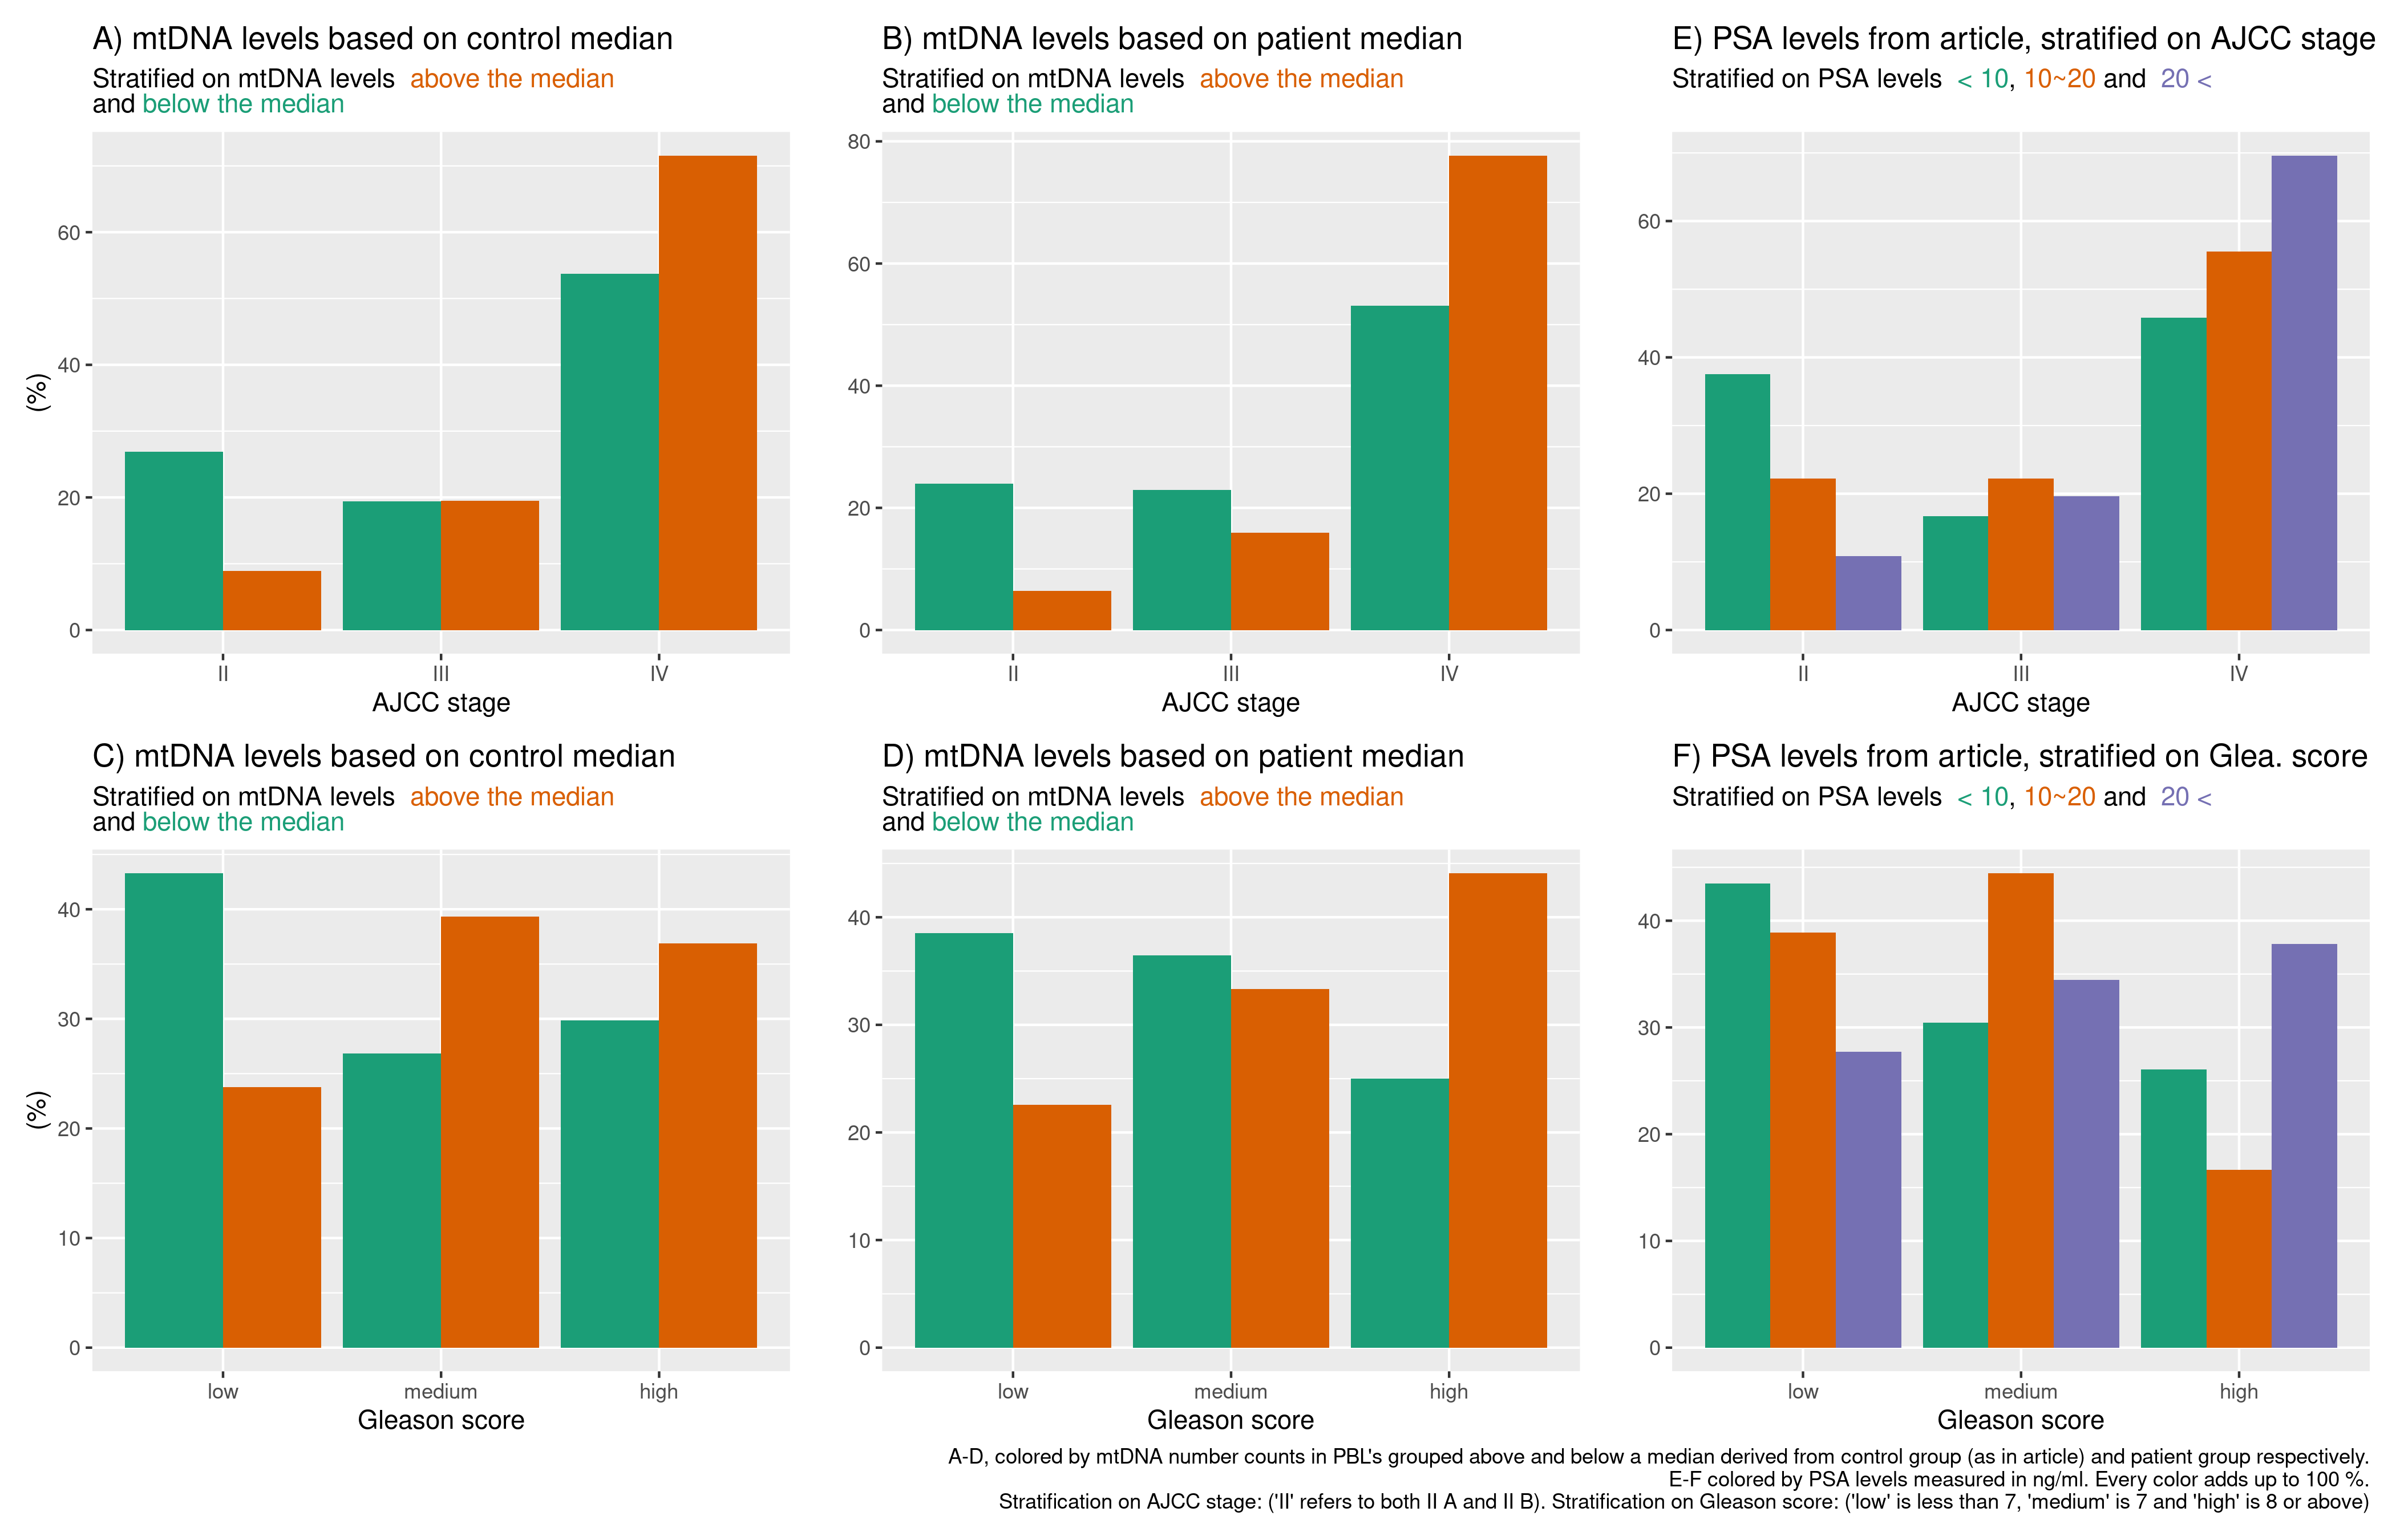 A) mtDNA levels based on control median
Stratified on mtDNA levels above the median
and below the median
(%)
60
40
20
0
II III IV
AJCC stage
B) mtDNA levels based on patient median
Stratified on mtDNA levels above the median
and below the median
80
60
40
20
0
II III IV
AJCC stage
E) PSA levels from article, stratified on AJCC stage
Stratified on PSA levels < 10, 10~20 and 20 <
60
40
20
0
II III IV
AJCC stage
C) mtDNA levels based on control median
Stratified on mtDNA levels above the median
and below the median
(%)
40
30
20
10
0
low medium high
Gleason score
D) mtDNA levels based on patient median
Stratified on mtDNA levels above the median
and below the median
40
30
20
10
0
low medium high
Gleason score
F) PSA levels from article, stratified on Glea. score
Stratified on PSA levels < 10, 10~20 and 20 <
40
30
20
10
0
low medium high
Gleason score
A-D, colored by mtDNA number counts in PBL's grouped above and below a median derived from control group (as in article) and patient group respectively.
E-F colored by PSA levels measured in ng/ml. Every color adds up to 100 %.
Stratification on AJCC stage: ('II' refers to both II A and II B). Stratification on Gleason score: ('low' is less than 7, 'medium' is 7 and 'high' is 8 or above)